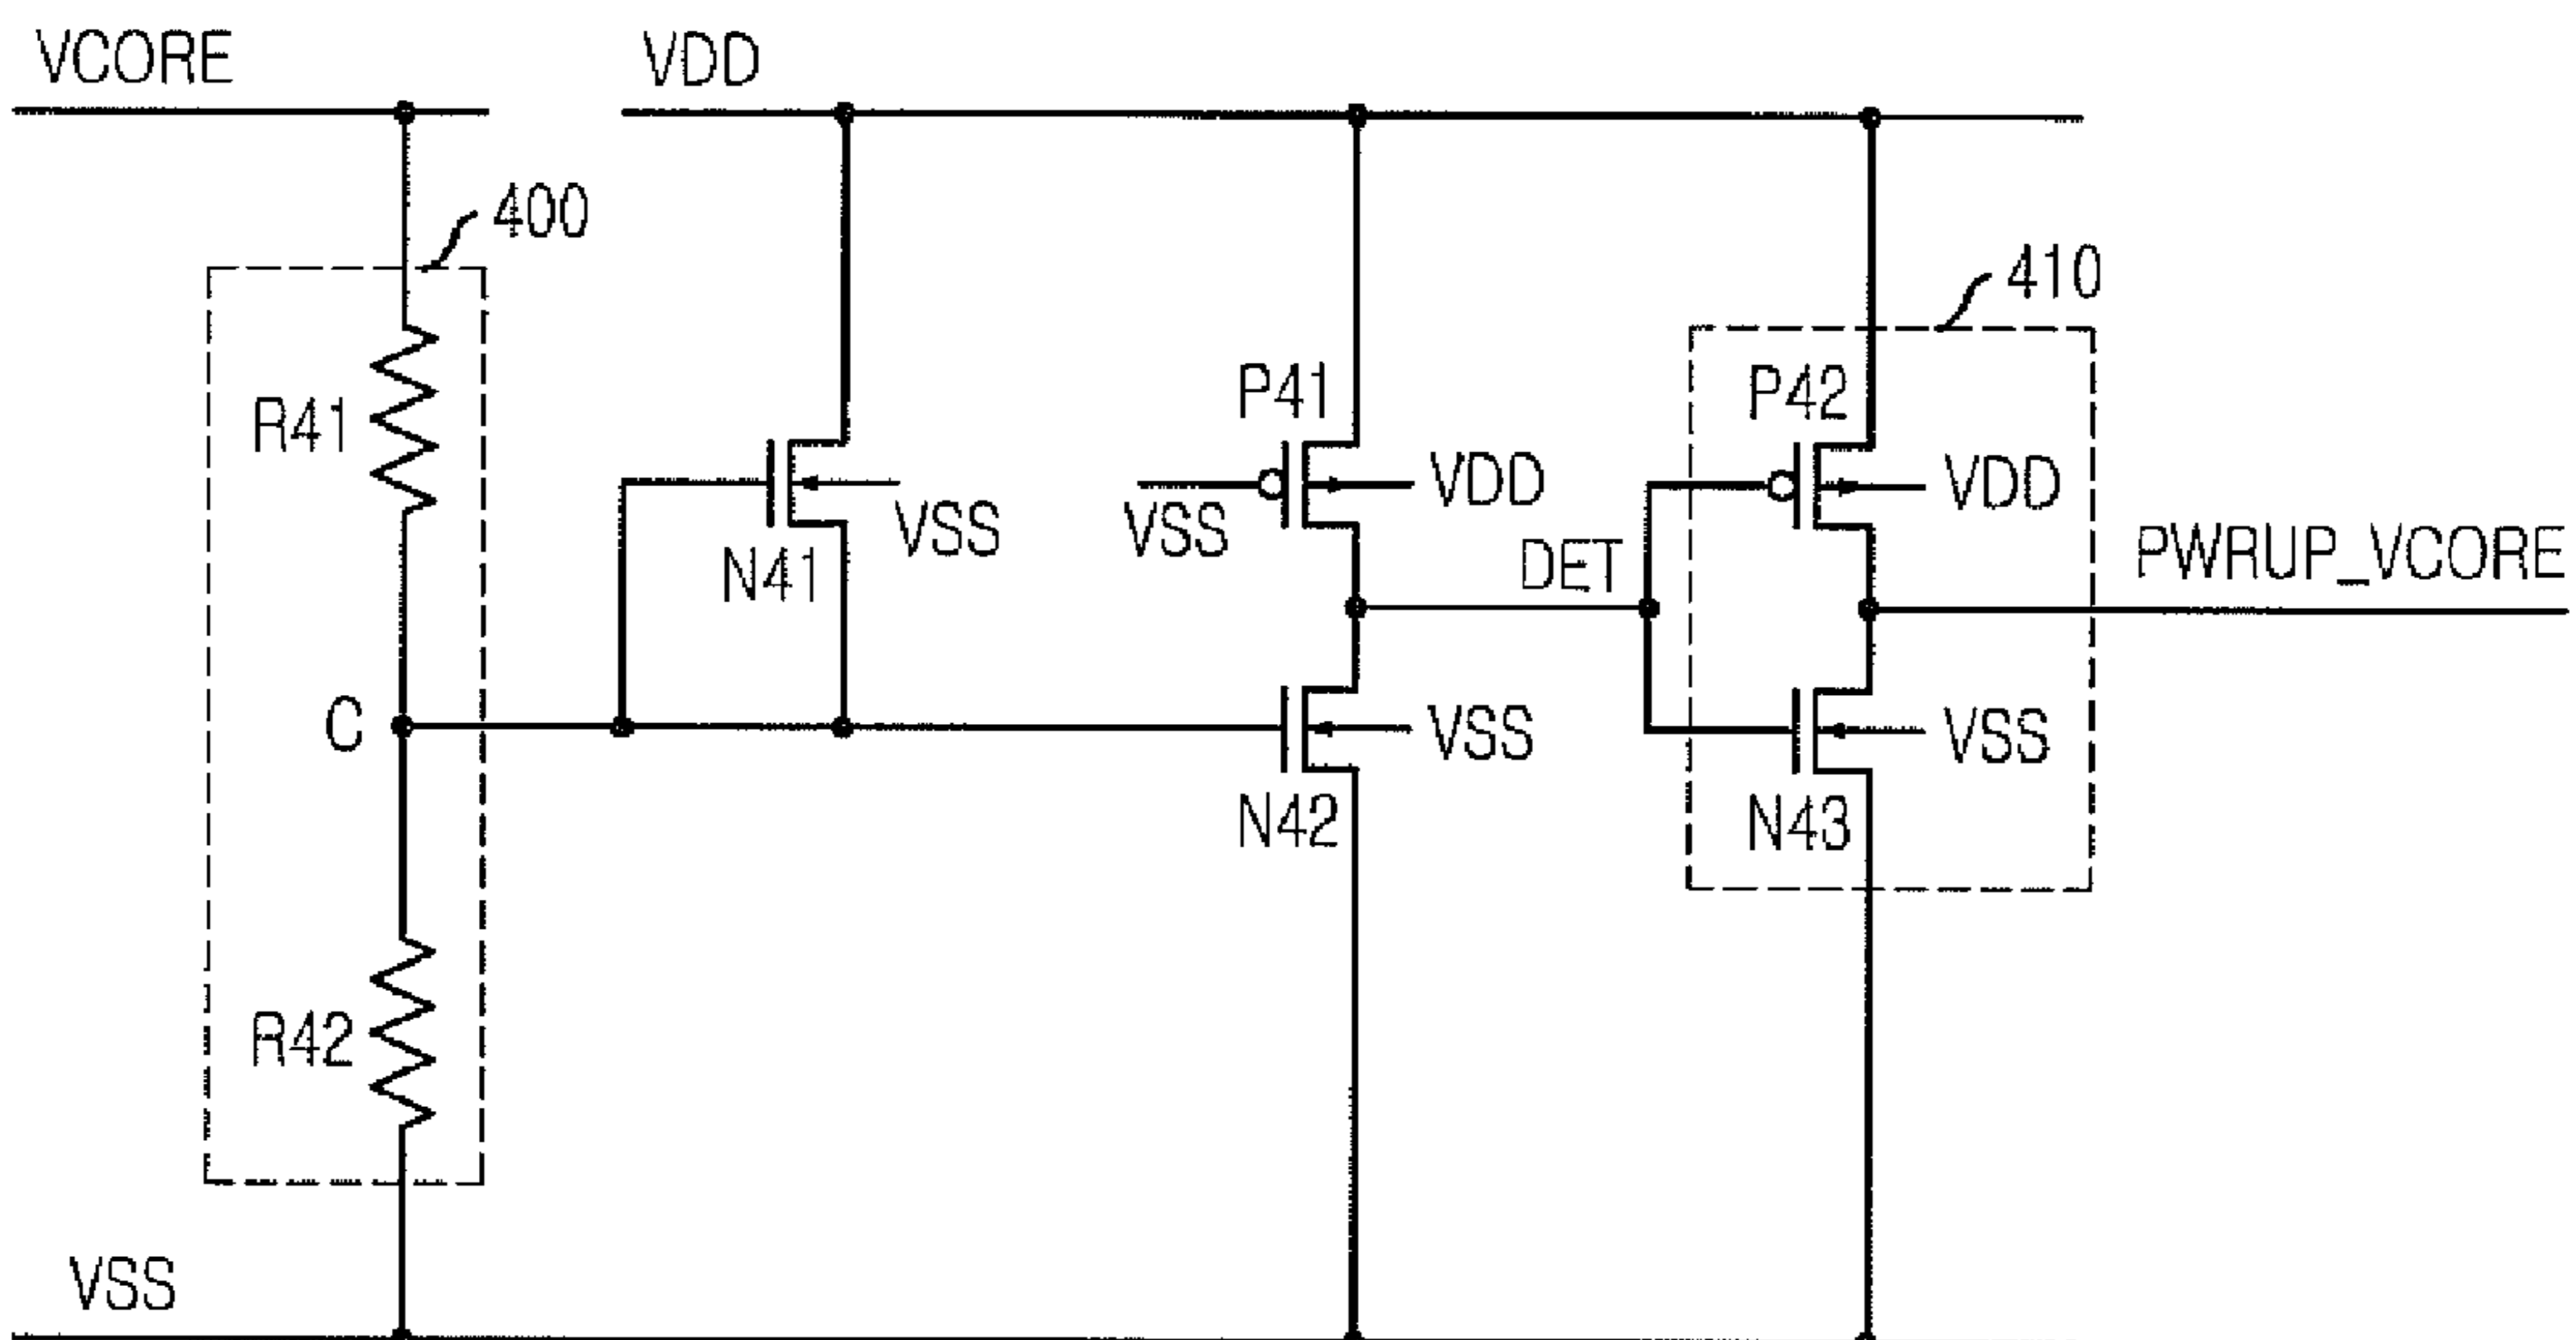 VCORE
VDD
400
410
P41
P42
R41
VDD
VDD
VSS
VSS
N41
DET
PWRUP_VCORE
C
VSS
VSS
N42
N43
R42
VSS